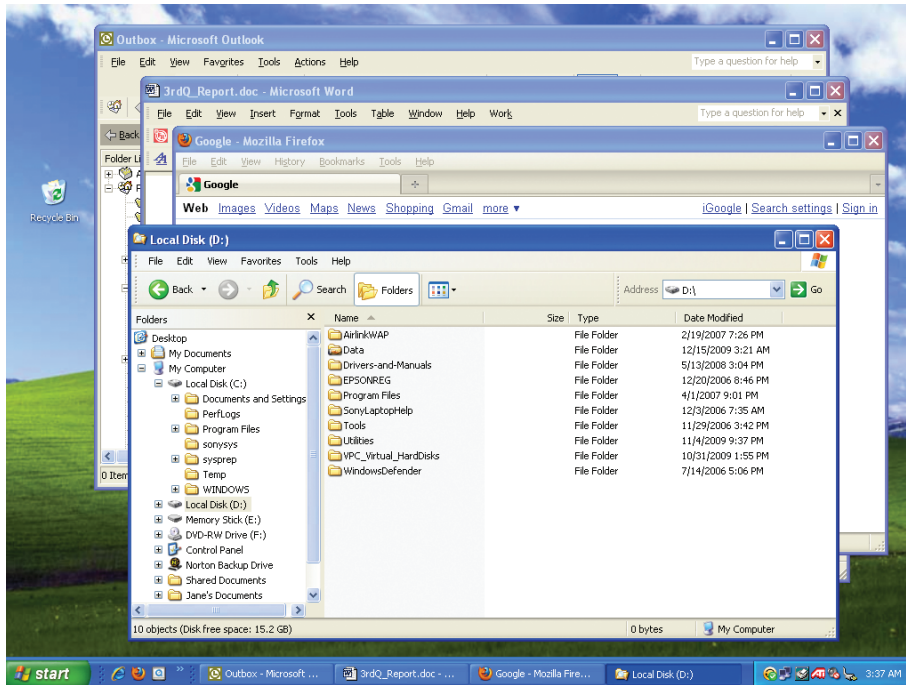 Outbox - Microsoft Outlook
File Edit View Favorites Tools Actions Help Type a question for help
3rdQ_Report.doc - Microsoft Word
File Edit View Insert Format Tools Table Window Help Work Type a question for help
Back
Google - Mozilla Firefox
Folder Li
File Edit View History Bookmarks Tools Help
Google
Web Images Videos Maps News Shopping Gmail more iGoogle | Search settings | Sign in
Recycle Bin
Local Disk (D:)
File Edit View Favorites Tools Help
Back Search Folders Address D:\ Go
Folders Name Size Type Date Modified
Desktop AirlinkWAP File Folder 2/19/2007 7:26 PM
My Documents Data File Folder 12/15/2009 3:21 AM
My Computer Drivers-and-Manuals File Folder 5/13/2008 3:04 PM
Local Disk (C:) EPSONREG File Folder 12/20/2006 8:46 PM
Documents and Settings Program Files File Folder 4/1/2007 9:01 PM
PerfLogs SonyLaptopHelp File Folder 12/3/2006 7:35 AM
Program Files Tools File Folder 11/29/2006 3:42 PM
sonysys Utilities File Folder 11/4/2009 9:37 PM
sysprep VPC_Virtual_HardDisks File Folder 10/31/2009 1:55 PM
Temp WindowsDefender File Folder 7/14/2006 5:06 PM
0 Item
WINDOWS
Local Disk (D:)
Memory Stick (E:)
DVD-RW Drive (F:)
Control Panel
Norton Backup Drive
Shared Documents
Jane's Documents
10 objects (Disk free space: 15.2 GB) 0 bytes My Computer
start Outbox - Microsoft ... 3rdQ_Report.doc - ... Google - Mozilla Fire... Local Disk (D:) 3:37 AM